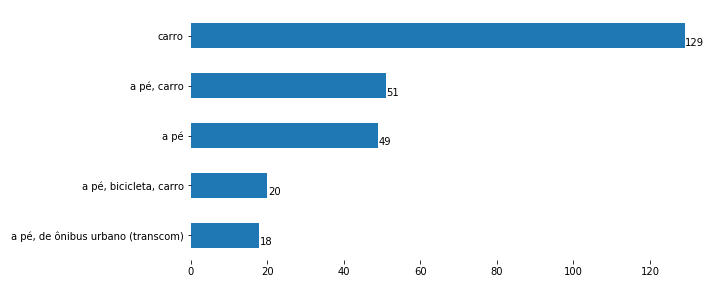 carro
129
a pé, carro
51
a pé
49
a pé, bicicleta, carro
20
a pé, de ônibus urbano (transcom)
18
0 20 40 60 80 100 120